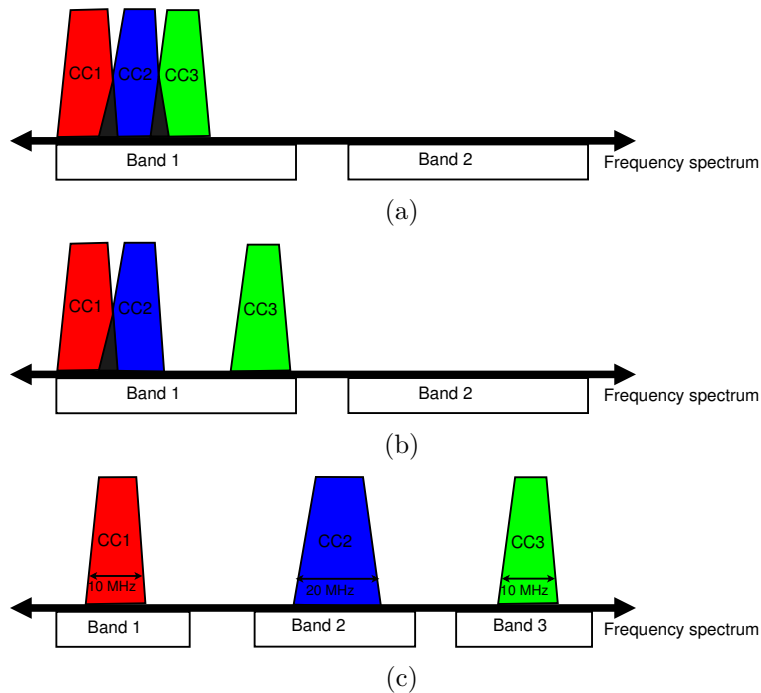 CC1 CC2 CC3
Band 1 Band 2 Frequency spectrum
(a)
CC1 CC2 CC3
Band 1 Band 2 Frequency spectrum
(b)
CC1 CC2 CC3
10 MHz 20 MHz 10 MHz
Band 1 Band 2 Band 3 Frequency spectrum
(c)